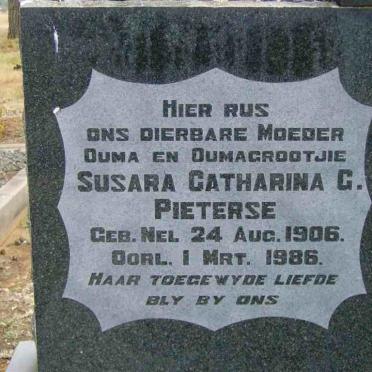 HIER RUS
ONS DIERBARE MOEDER
OUMA EN OUMAGROOTJIE
SUSARA CATHARINA C.
PIETERSE
GEB. NEL 24 AUG. 1906.
OORL. 1 MRT. 1986.
HAAR TOEGEWYDE LIEFDE
BLY BY ONS